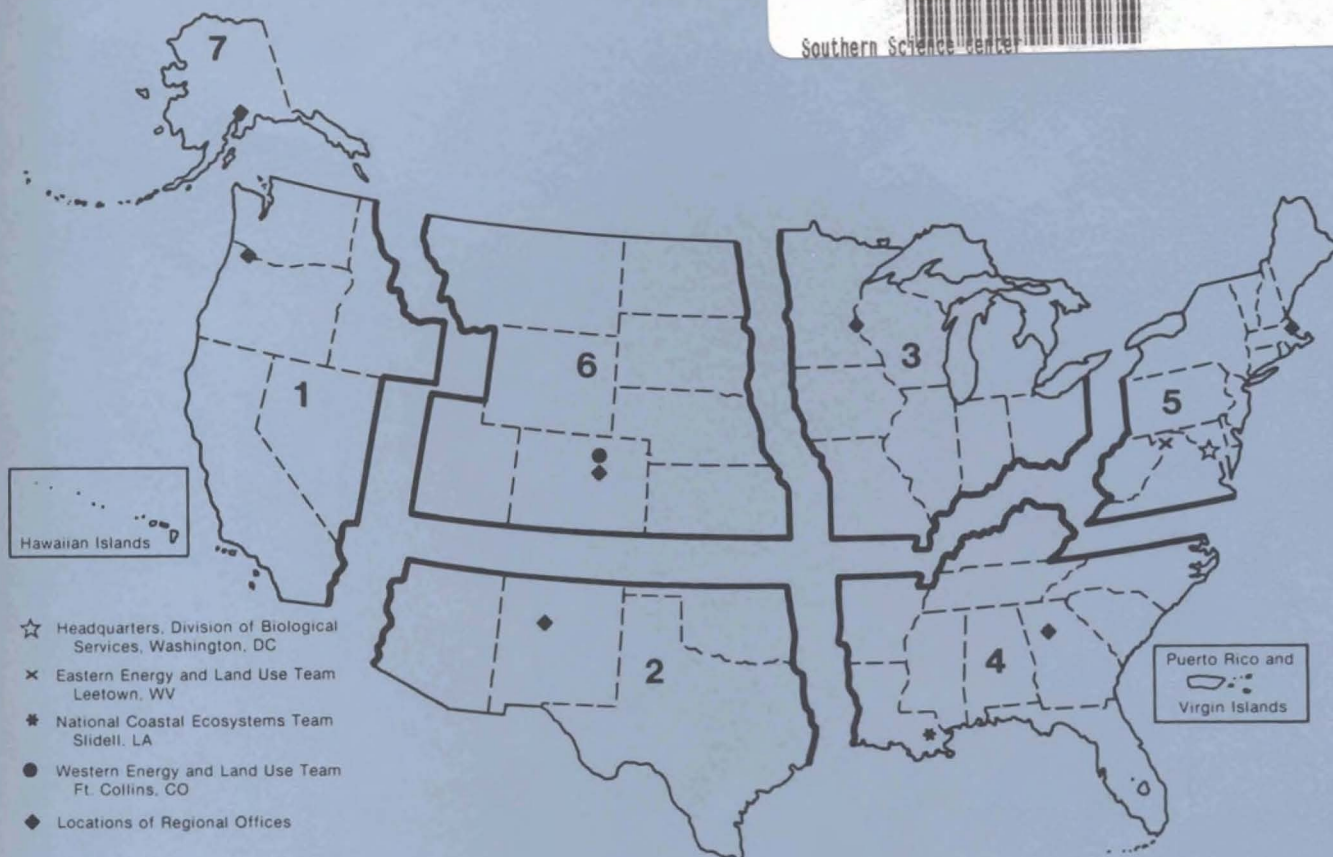 Southern Science center
7
1
6
3
5
2
4
Hawaiian Islands
Puerto Rico and
Virgin Islands
Headquarters, Division of Biological
Services, Washington, DC
Eastern Energy and Land Use Team
Leetown, WV
National Coastal Ecosystems Team
Slidell, LA
Western Energy and Land Use Team
Ft. Collins, CO
Locations of Regional Offices